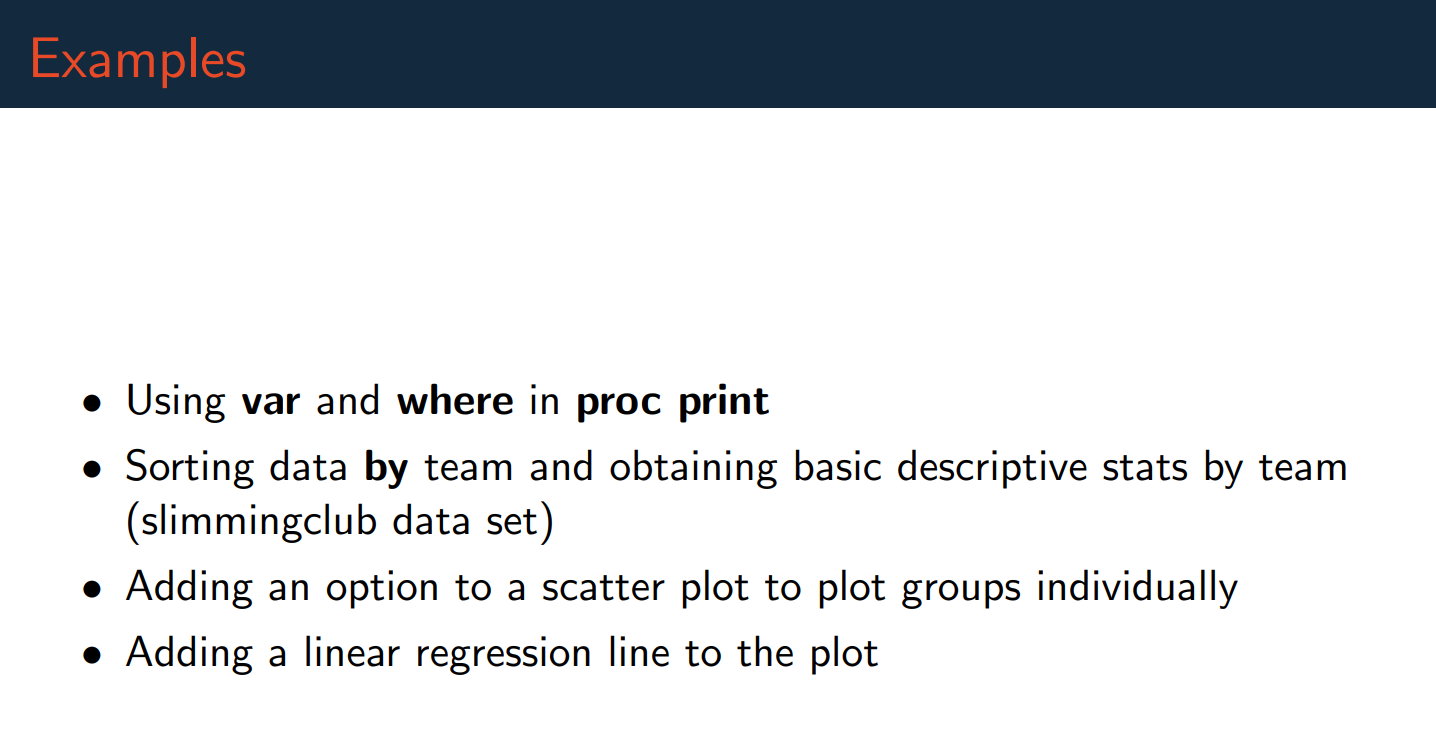 Examples
• Using var and where in proc print
• Sorting data by team and obtaining basic descriptive stats by team
(slimmingclub data set)
• Adding an option to a scatter plot to plot groups individually
• Adding a linear regression line to the plot